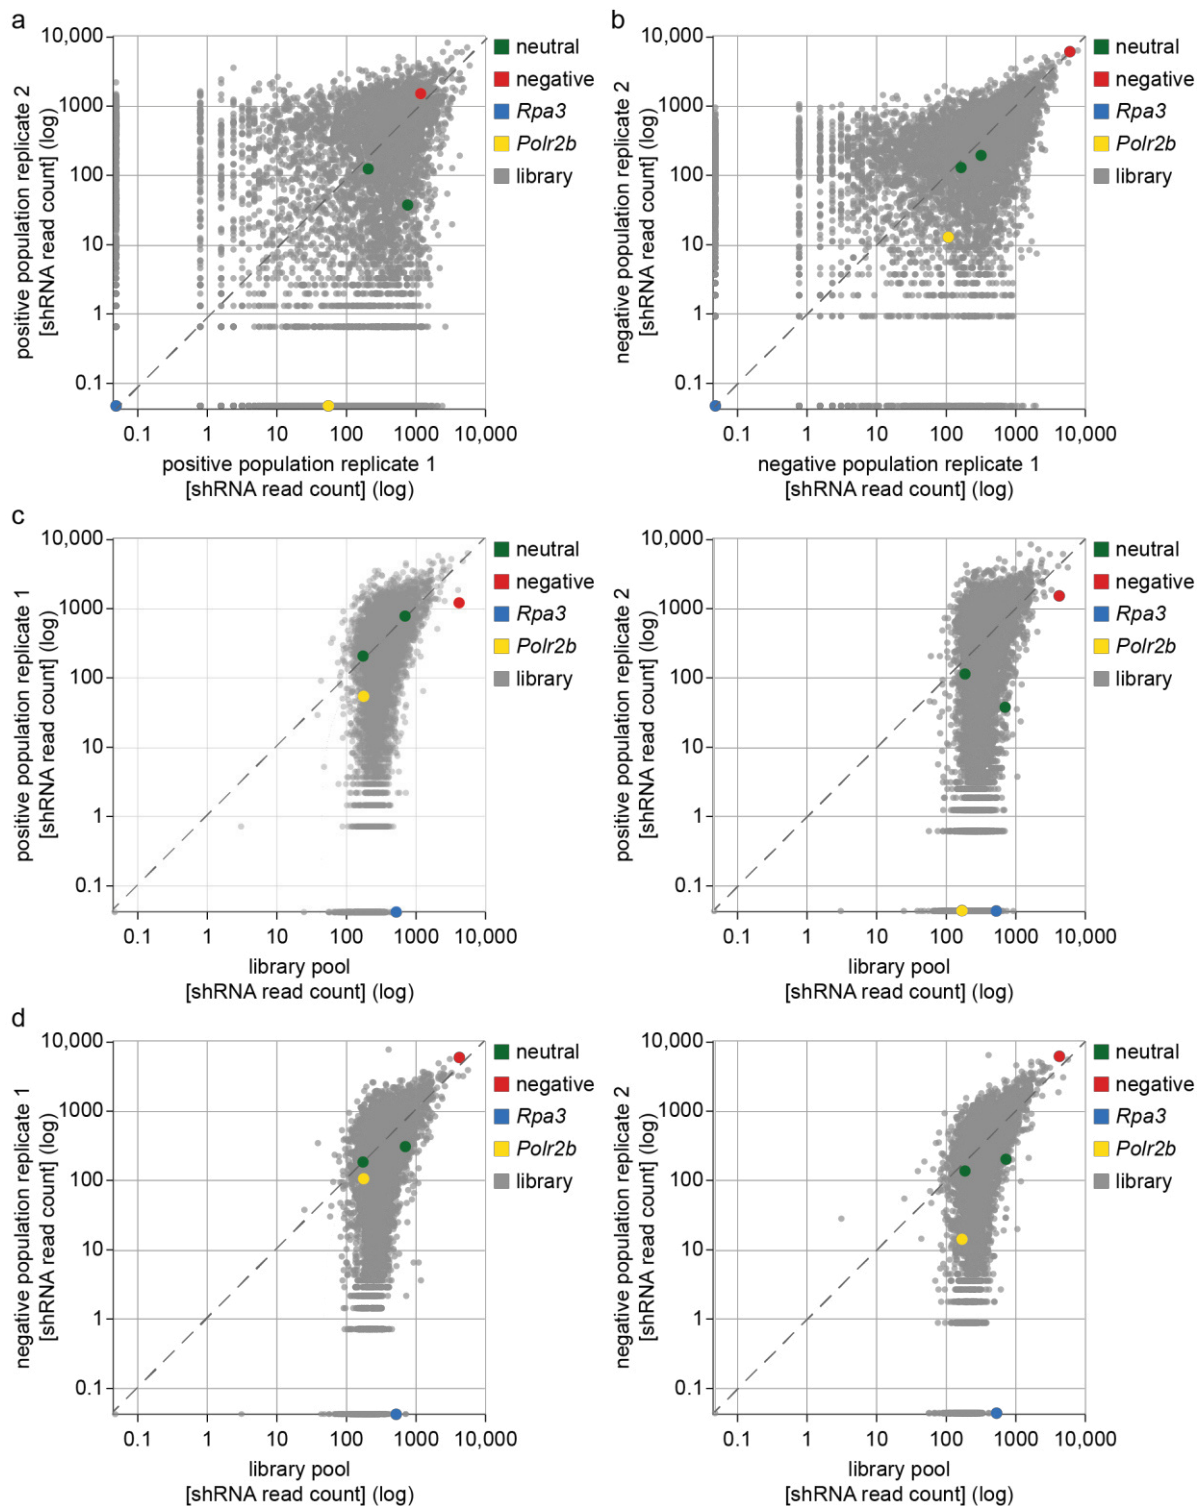 a
10,000
1000
100
10
1
0.1
positive population replicate 2
[shRNA read count] (log)
0.1 1 10 100 1000 10,000
positive population replicate 1
[shRNA read count] (log)
neutral
negative
Rpa3
Polr2b
library
b
10,000
1000
100
10
1
0.1
negative population replicate 2
[shRNA read count] (log)
0.1 1 10 100 1000 10,000
negative population replicate 1
[shRNA read count] (log)
neutral
negative
Rpa3
Polr2b
library
c
10,000
1000
100
10
1
0.1
positive population replicate 1
[shRNA read count] (log)
0.1 1 10 100 1000 10,000
library pool
[shRNA read count] (log)
neutral
negative
Rpa3
Polr2b
library
10,000
1000
100
10
1
0.1
positive population replicate 2
[shRNA read count] (log)
0.1 1 10 100 1000 10,000
library pool
[shRNA read count] (log)
neutral
negative
Rpa3
Polr2b
library
d
10,000
1000
100
10
1
0.1
negative population replicate 1
[shRNA read count] (log)
0.1 1 10 100 1000 10,000
library pool
[shRNA read count] (log)
neutral
negative
Rpa3
Polr2b
library
10,000
1000
100
10
1
0.1
negative population replicate 2
[shRNA read count] (log)
0.1 1 10 100 1000 10,000
library pool
[shRNA read count] (log)
neutral
negative
Rpa3
Polr2b
library